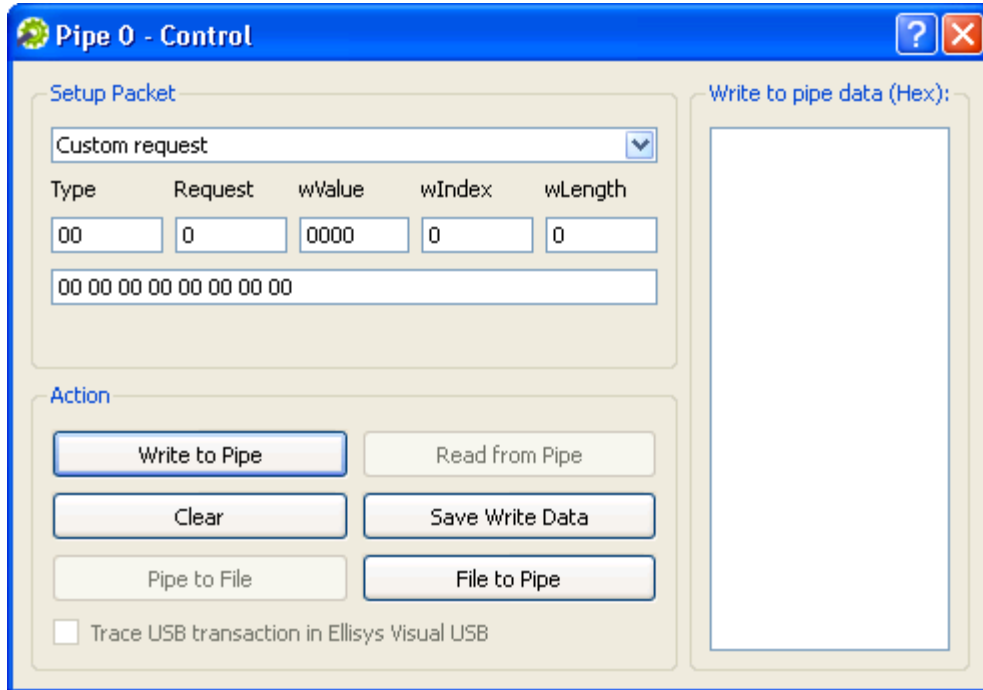 Pipe 0 - Control
Setup Packet
Custom request
Type Request wValue wIndex wLength
00 0 0000 0 0
00 00 00 00 00 00 00 00
Action
Write to Pipe Read from Pipe
Clear Save Write Data
Pipe to File File to Pipe
Trace USB transaction in Ellisys Visual USB
Write to pipe data (Hex):